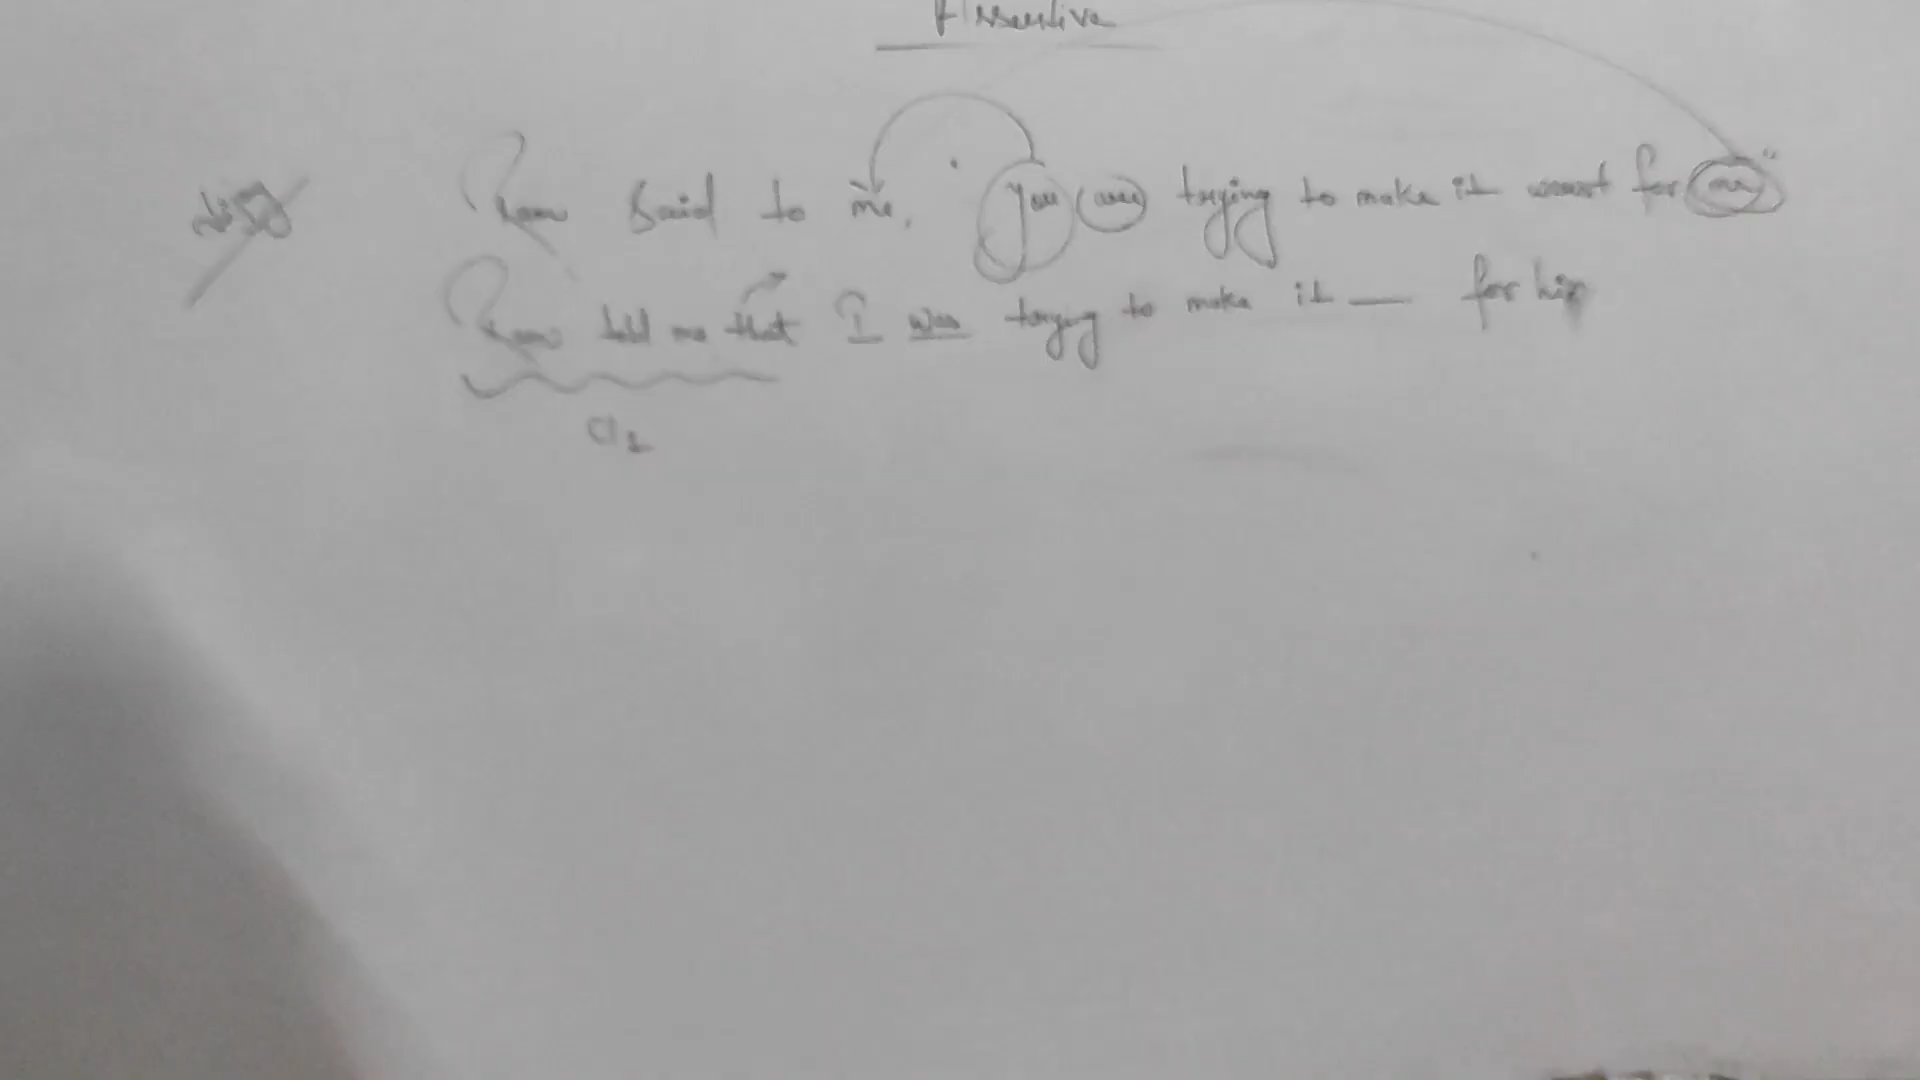 Assertive
Ram said to me, "You are trying to make it worst for me"
Ram told me that I was trying to make it — for him